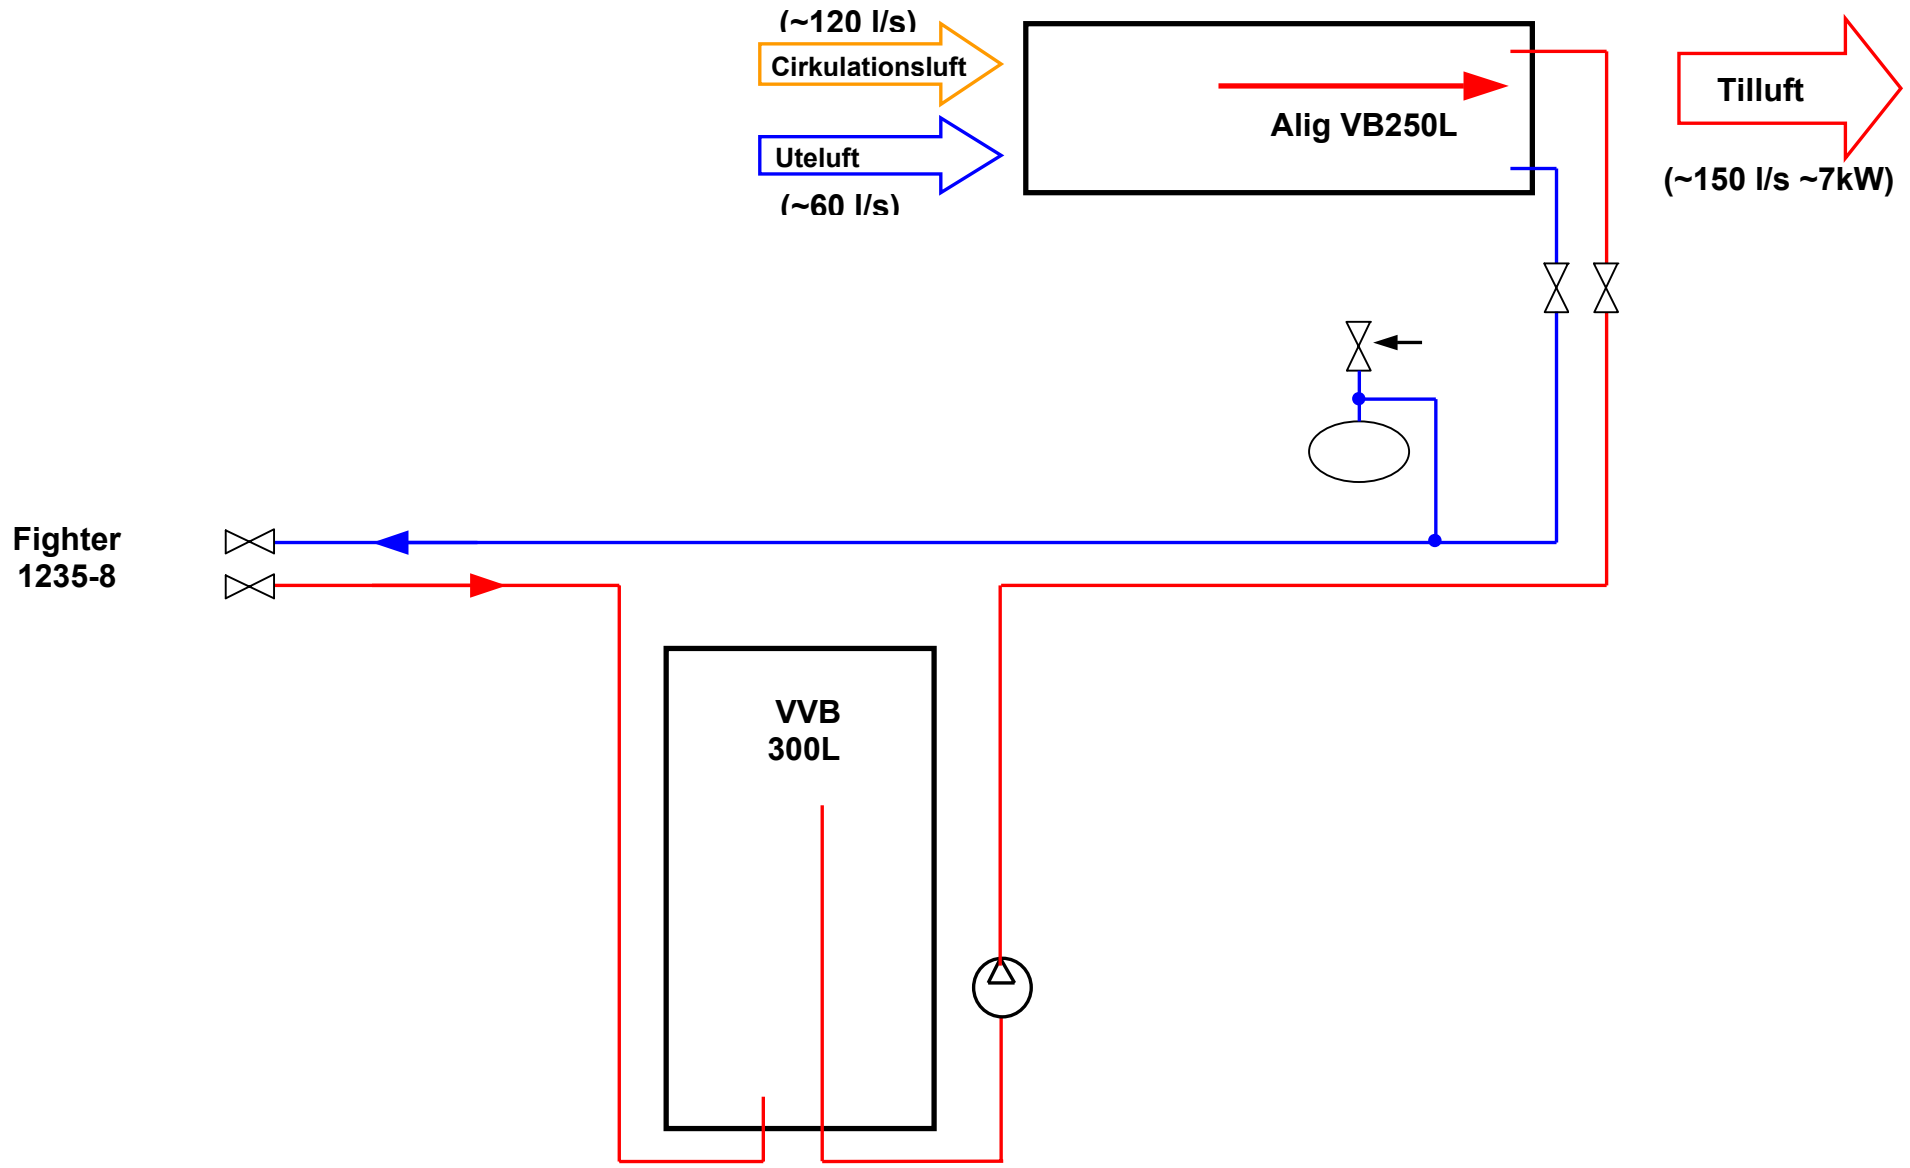 (~120 l/s)
Cirkulationsluft
Uteluft
(~60 l/s)
Alig VB250L
Tilluft
(~150 l/s ~7kW)
Fighter
1235-8
VVB
300L